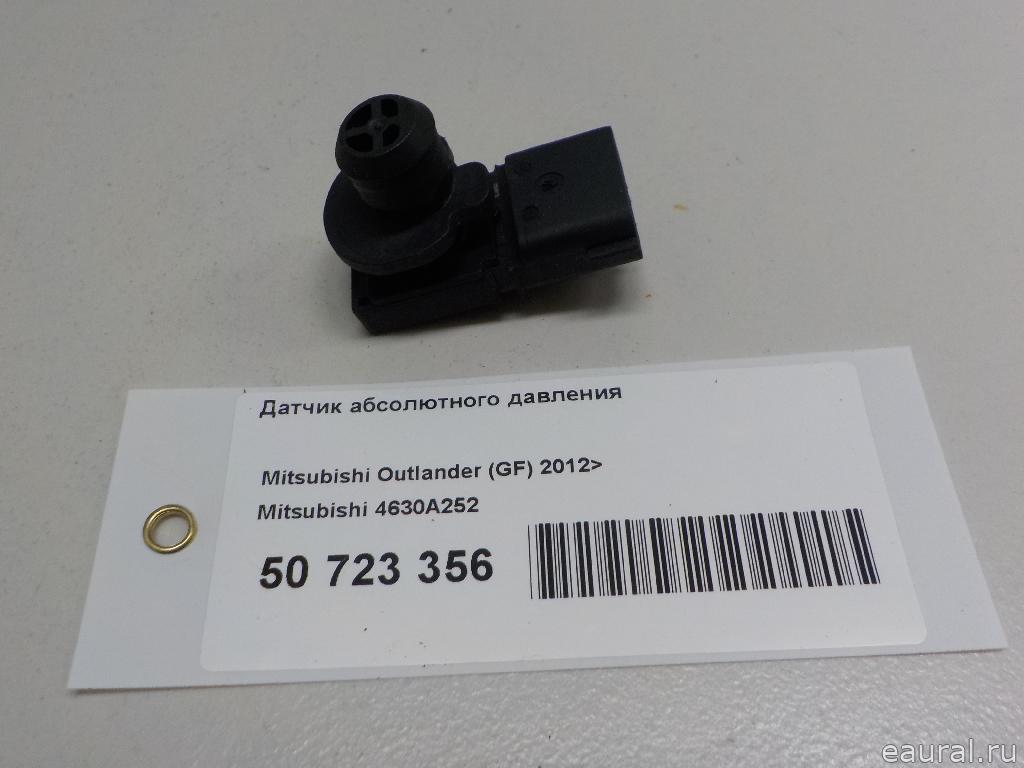 Датчик абсолютного давления
Mitsubishi Outlander (GF) 2012>
Mitsubishi 4630A252
50 723 356
eaural.ru